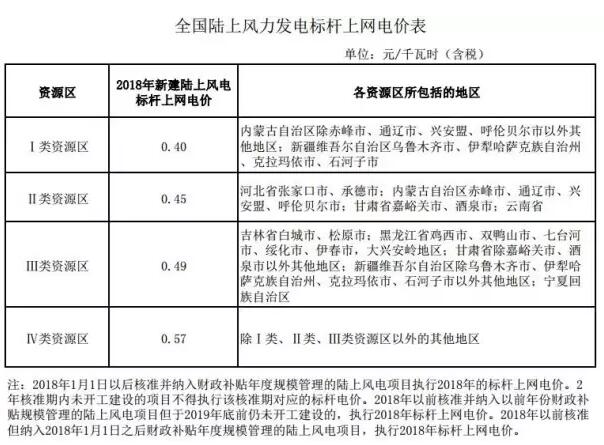 全国陆上风力发电标杆上网电价表
单位：元/千瓦时（含税）
资源区
2018年新建陆上风电
标杆上网电价
各资源区所包括的地区
Ⅰ类资源区
0.40
内蒙古自治区除赤峰市、通辽市、兴安盟、呼伦贝尔市以外其
他地区；新疆维吾尔自治区乌鲁木齐市、伊犁哈萨克族自治州
、克拉玛依市、石河子市
Ⅱ类资源区
0.45
河北省张家口市、承德市；内蒙古自治区赤峰市、通辽市、兴
安盟、呼伦贝尔市；甘肃省嘉峪关市、酒泉市；云南省
Ⅲ类资源区
0.49
吉林省白城市、松原市；黑龙江省鸡西市、双鸭山市、七台河
市、绥化市、伊春市，大兴安岭地区；甘肃省除嘉峪关市、酒
泉市以外其他地区；新疆维吾尔自治区除乌鲁木齐市、伊犁哈
萨克族自治州、克拉玛依市、石河子市以外其他地区；宁夏回
族自治区
Ⅳ类资源区
0.57
除Ⅰ类、Ⅱ类、Ⅲ类资源区以外的其他地区
注：2018年1月1日以后核准并纳入财政补贴年度规模管理的陆上风电项目执行2018年的标杆上网电价。2
年核准期内未开工建设的项目不得执行该核准期对应的标杆电价。2018年以前核准并纳入以前年份财政补
贴规模管理的陆上风电项目但于2019年底前仍未开工建设的，执行2018年标杆上网电价。2018年以前核准
但纳入2018年1月1日之后财政补贴年度规模管理的陆上风电项目，执行2018年标杆上网电价。